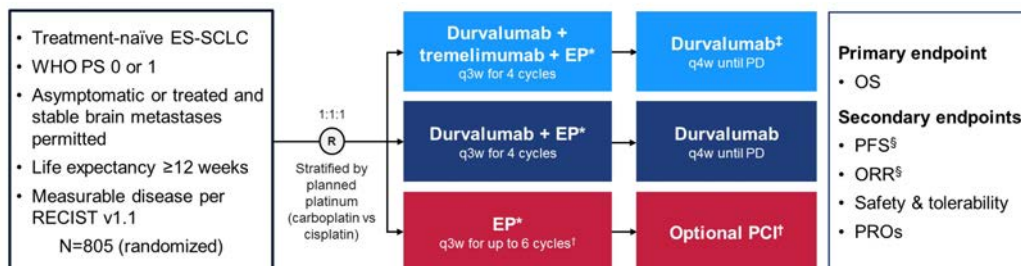 • Treatment-naïve ES-SCLC
• WHO PS 0 or 1
• Asymptomatic or treated and
stable brain metastases
permitted
• Life expectancy ≥12 weeks
• Measurable disease per
RECIST v1.1
N=805 (randomized)
1:1:1
R
Stratified by
planned
platinum
(carboplatin vs
cisplatin)
Durvalumab +
tremelimumab + EP*
q3w for 4 cycles
Durvalumab‡
q4w until PD
Durvalumab + EP*
q3w for 4 cycles
Durvalumab
q4w until PD
EP*
q3w for up to 6 cycles†
Optional PCI†
Primary endpoint
• OS
Secondary endpoints
• PFS§
• ORR§
• Safety & tolerability
• PROs